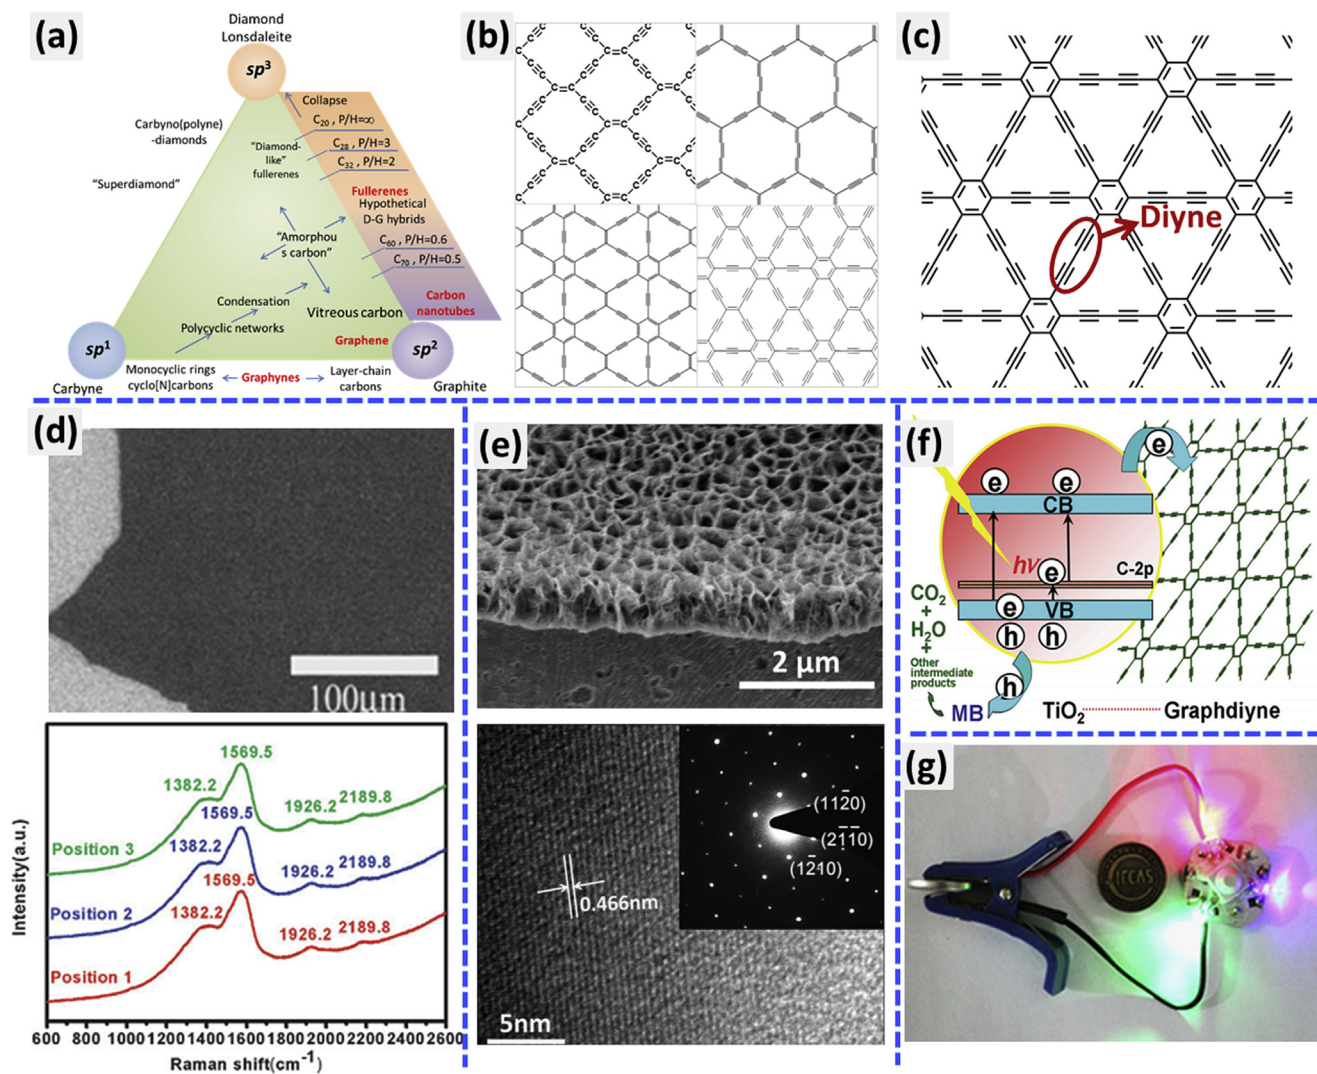 (a)
Diamond
Lonsdaleite
sp³
Carbyno(polyne)
-diamonds
"Superdiamond"
"Diamond-
like"
fullerenes
Collapse
C₂₀ , P/H=∞
C₂₈ , P/H=3
C₃₂ , P/H=2
Fullerenes
Hypothetical
D-G hybrids
"Amorphou
s carbon"
C₆₀ , P/H=0.6
C₇₀ , P/H=0.5
Condensation
Polycyclic networks
Vitreous carbon
Carbon
nanotubes
Graphene
sp¹
sp²
Carbyne
Monocyclic rings
cyclo[N]carbons
Graphynes
Layer-chain
carbons
Graphite
(b)
(c)
Diyne
(d)
100μm
Intensity(a.u.)
1569.5
1382.2
1926.2
2189.8
Position 3
1569.5
1382.2
1926.2
2189.8
Position 2
1569.5
1382.2
1926.2
2189.8
Position 1
600 800 1000 1200 1400 1600 1800 2000 2200 2400 2600
Raman shift(cm⁻¹)
(e)
2 μm
0.466nm
5nm
(112̄0)
(21̄1̄0)
(12̄10)
(f)
e
e
e
CB
hν
e
C-2p
e
VB
h
h
h
CO₂
+
H₂O
+
Other
intermediate
products
MB
TiO₂
Graphdiyne
(g)
ICCAS